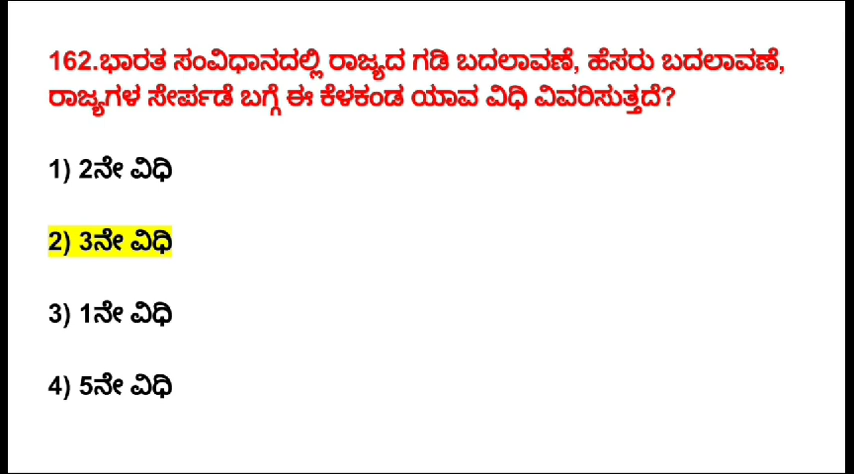 162.ಭಾರತ ಸಂವಿಧಾನದಲ್ಲಿ ರಾಜ್ಯದ ಗಡಿ ಬದಲಾವಣೆ, ಹೆಸರು ಬದಲಾವಣೆ,
ರಾಜ್ಯಗಳ ಸೇರ್ಪಡೆ ಬಗ್ಗೆ ಈ ಕೆಳಕಂಡ ಯಾವ ವಿಧಿ ವಿವರಿಸುತ್ತದೆ?
1) 2ನೇ ವಿಧಿ
2) 3ನೇ ವಿಧಿ
3) 1ನೇ ವಿಧಿ
4) 5ನೇ ವಿಧಿ